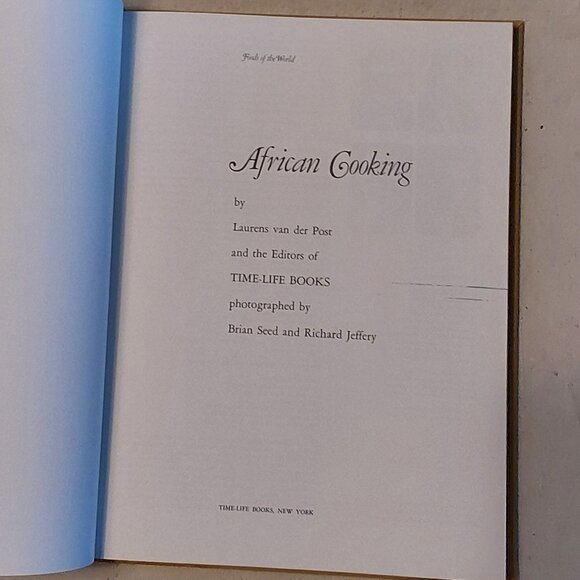 Foods of the World
African Cooking
by
Laurens van der Post
and the Editors of
TIME-LIFE BOOKS
photographed by
Brian Seed and Richard Jeffery
TIME-LIFE BOOKS, NEW YORK